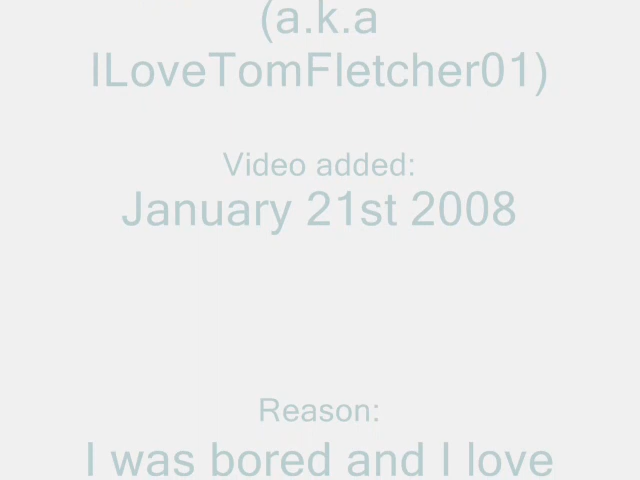 (a.k.a
ILoveTomFletcher01)
Video added:
January 21st 2008
Reason:
I was bored and I love